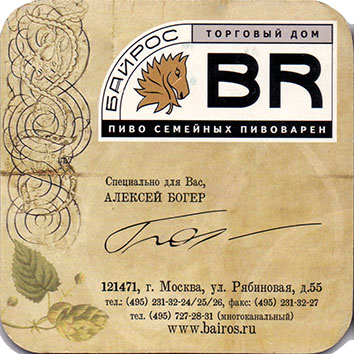 ТОРГОВЫЙ ДОМ
БАЙРОС
BR
ПИВО СЕМЕЙНЫХ ПИВОВАРЕН
Специально для Вас,
АЛЕКСЕЙ БОГЕР
121471, г. Москва, ул. Рябиновая, д.55
тел.: (495) 231-32-24/25/26, факс: (495) 231-32-27
тел. (495) 727-28-31 (многоканальный)
www.bairos.ru